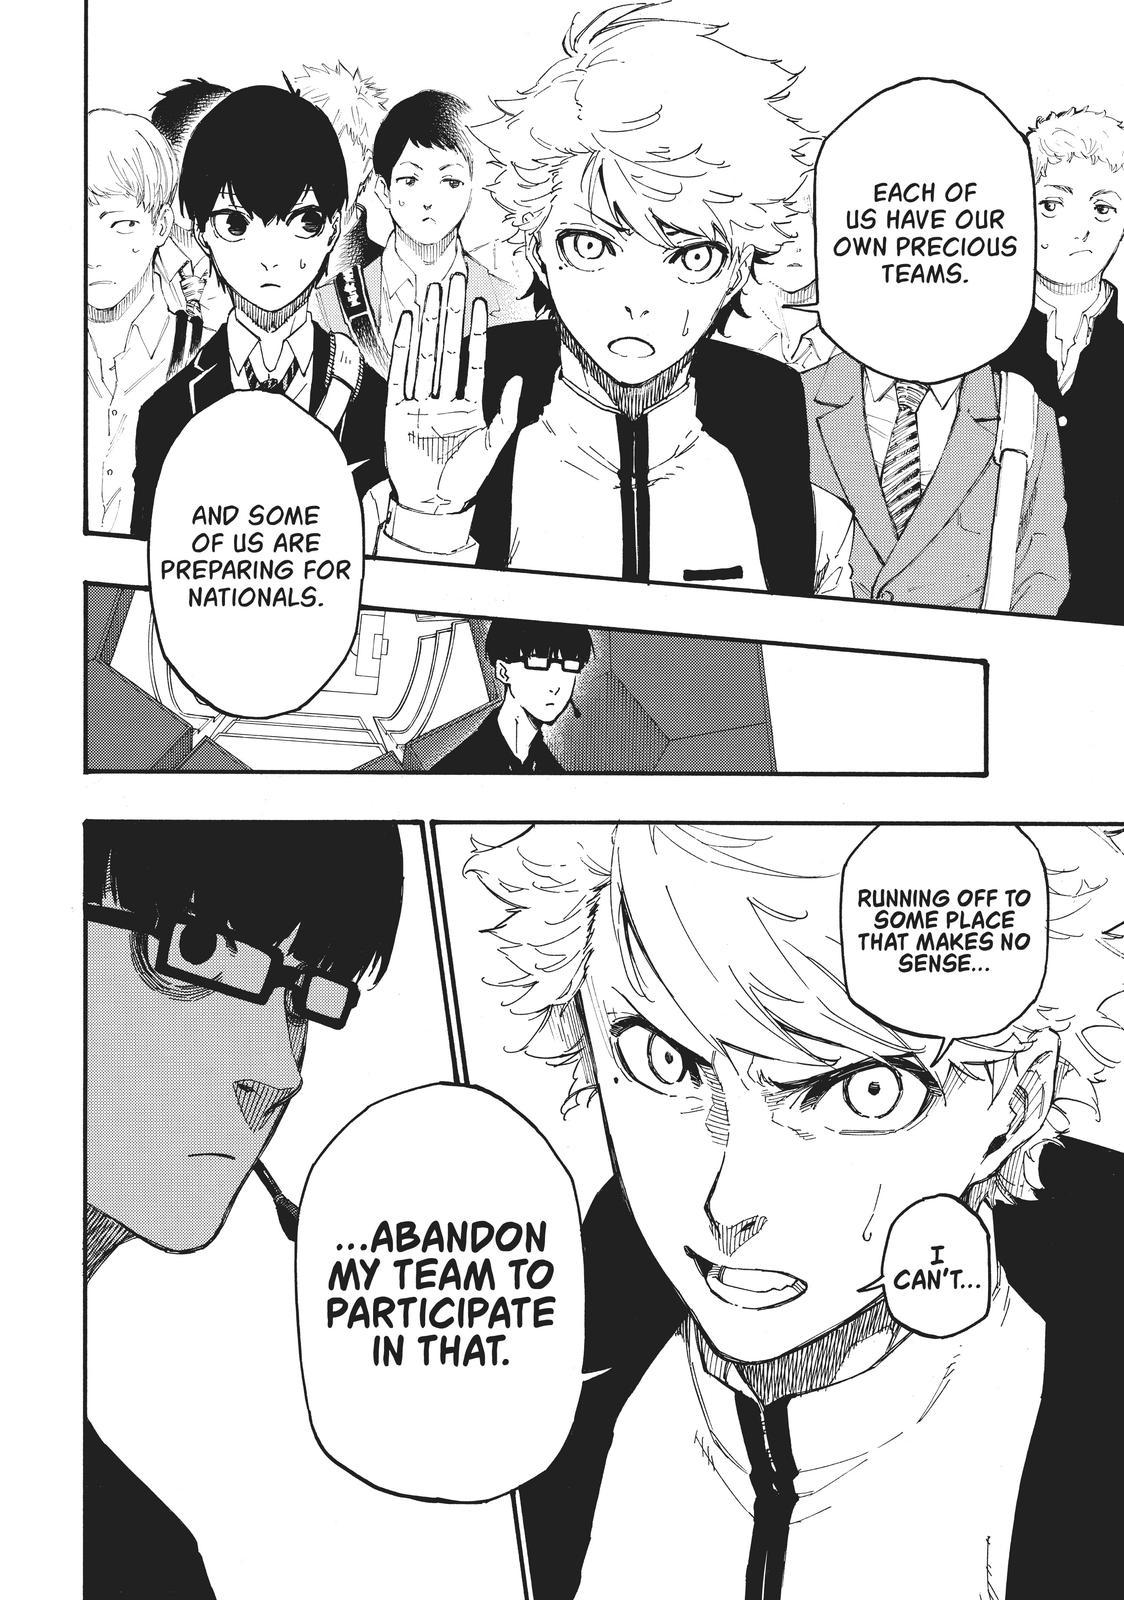 EACH OF
US HAVE OUR
OWN PRECIOUS
TEAMS.
AND SOME
OF US ARE
PREPARING FOR
NATIONALS.
RUNNING OFF TO
SOME PLACE
THAT MAKES NO
SENSE...
I
CAN'T...
...ABANDON
MY TEAM TO
PARTICIPATE
IN THAT.